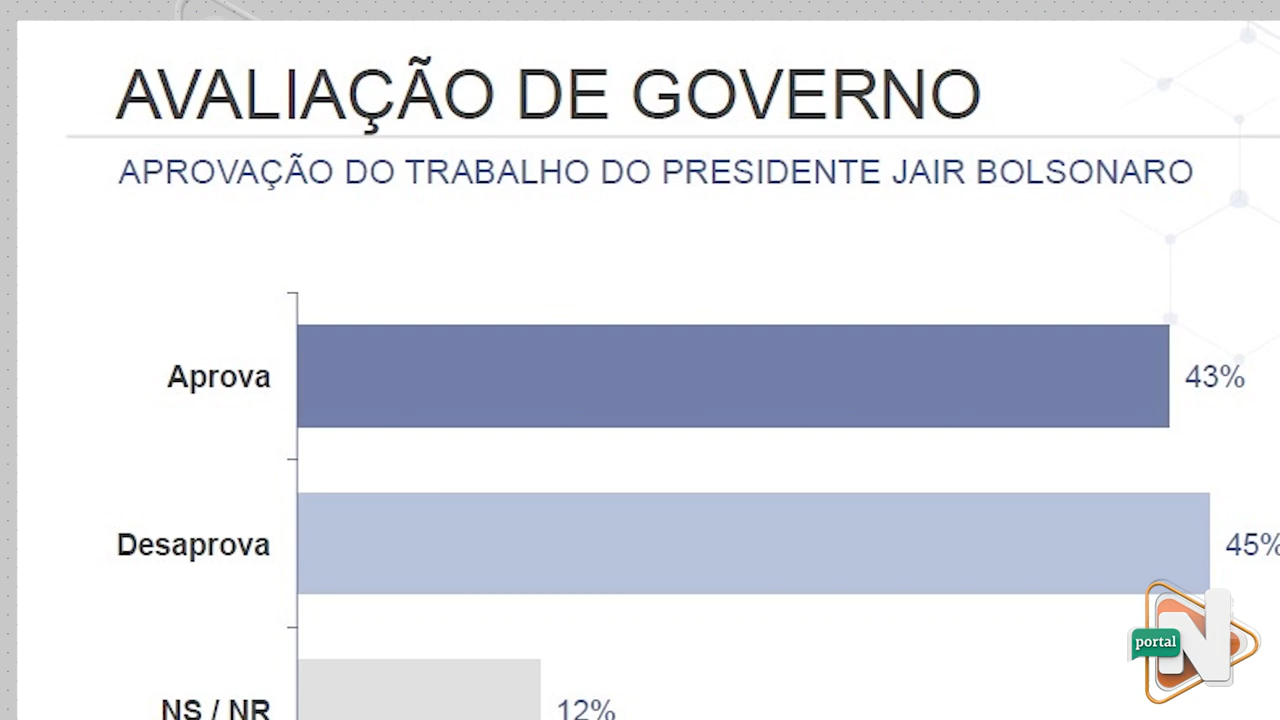 AVALIAÇÃO DE GOVERNO
APROVAÇÃO DO TRABALHO DO PRESIDENTE JAIR BOLSONARO
Aprova 43%
Desaprova 45%
portal N
NS / NR 12%